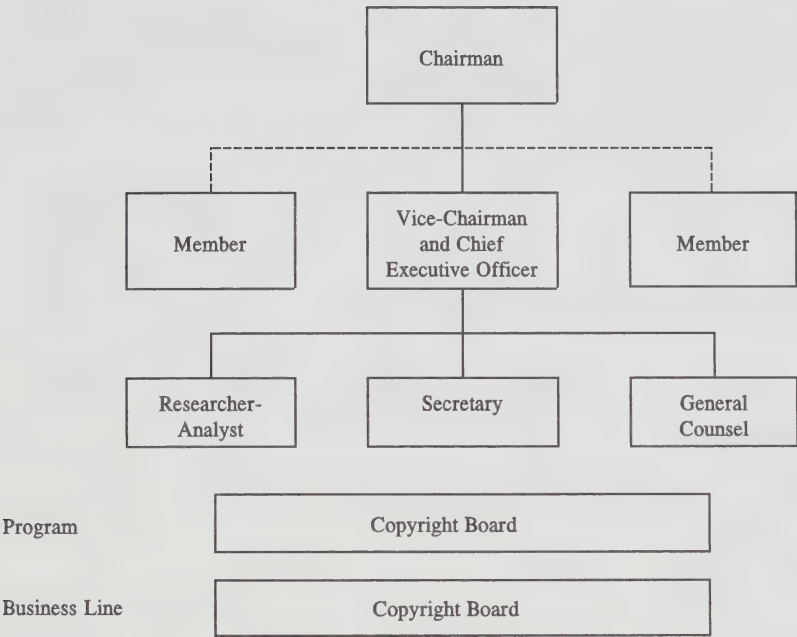 Chairman
Member
Vice-Chairman
and Chief
Executive Officer
Member
Researcher-
Analyst
Secretary
General
Counsel
Program
Copyright Board
Business Line
Copyright Board